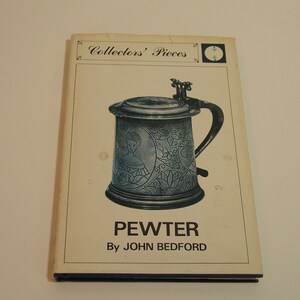 Collectors' Pieces
PEWTER
By JOHN BEDFORD